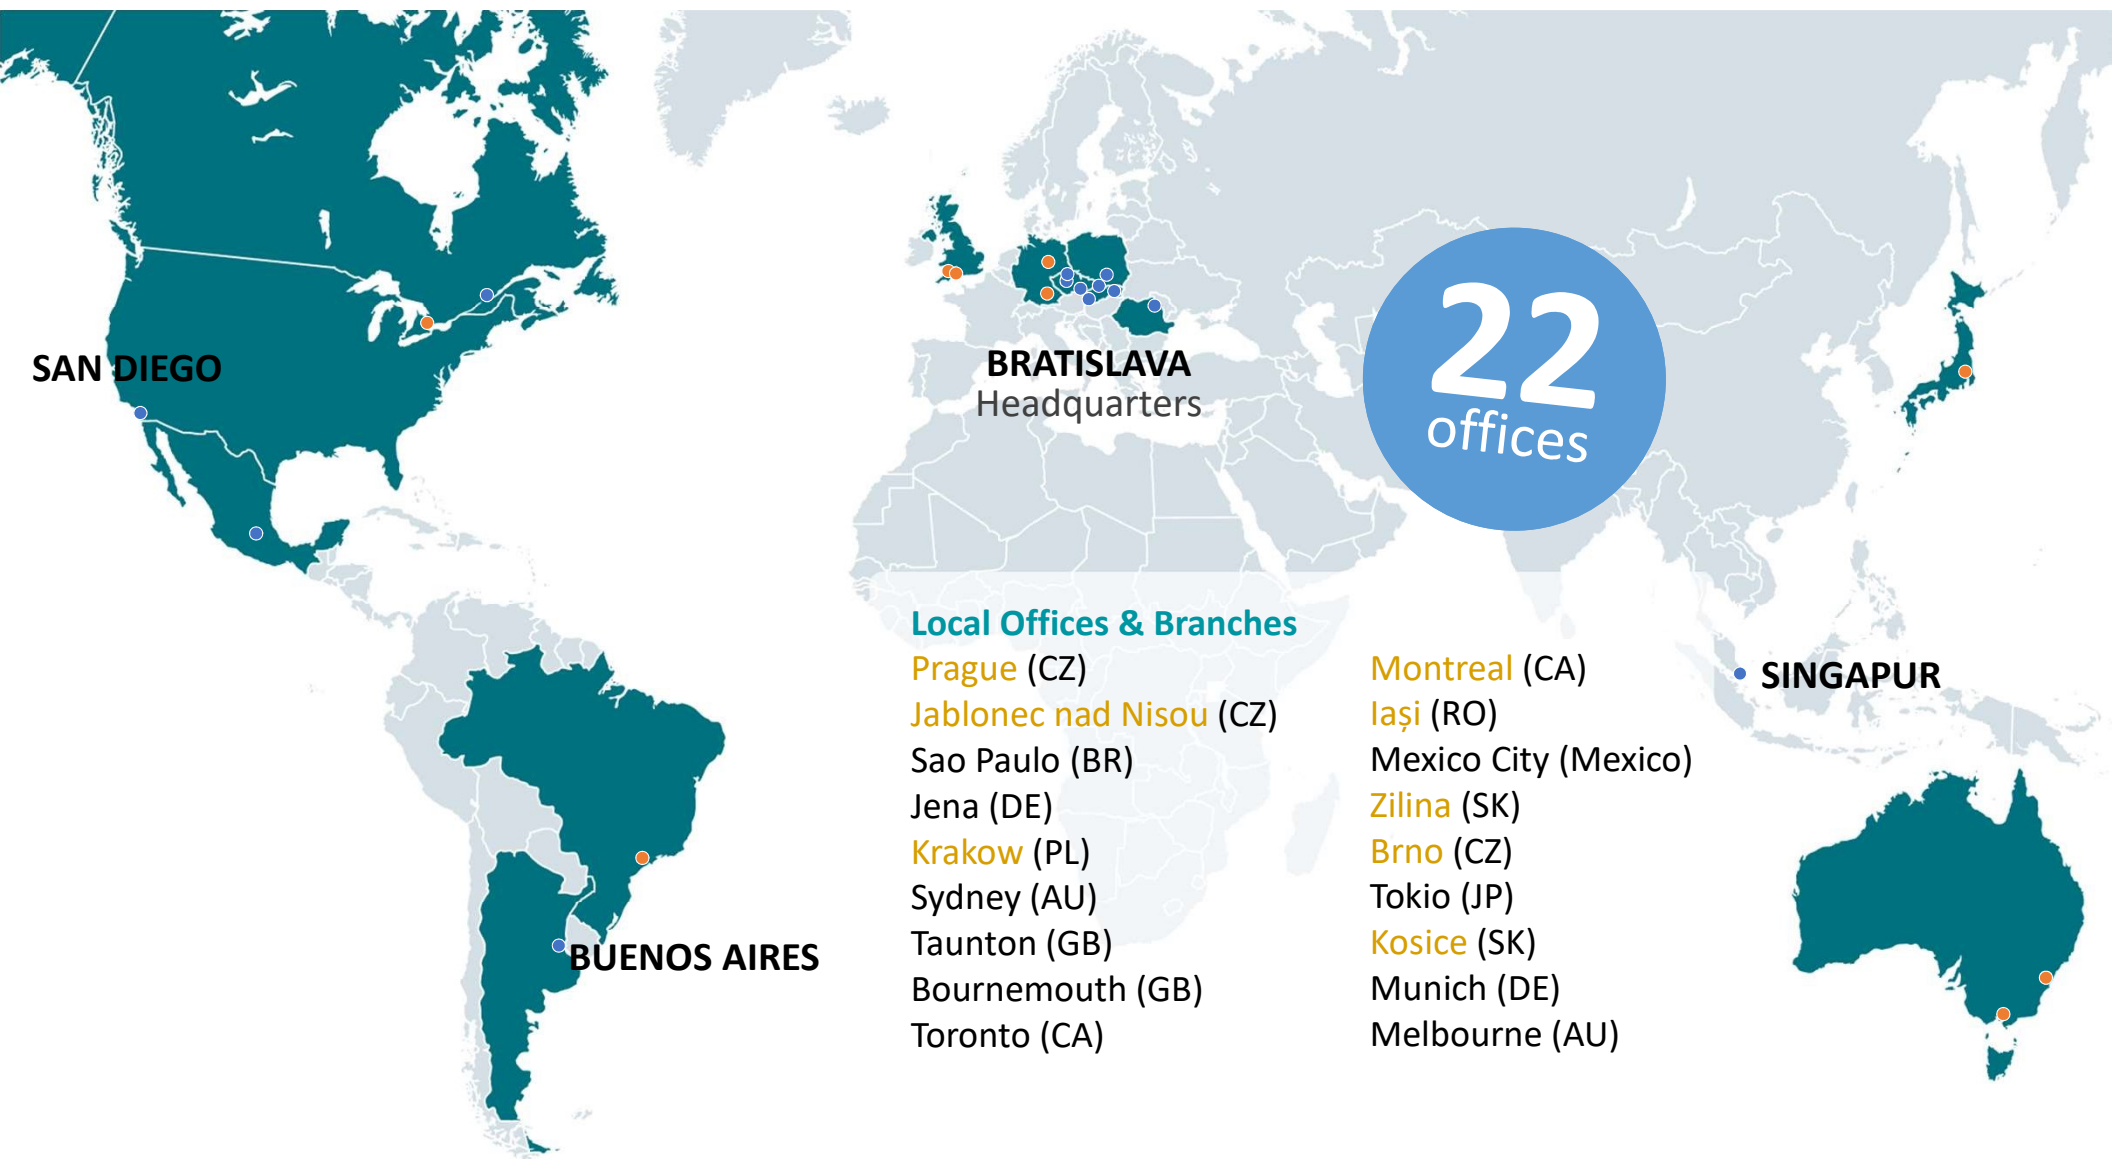 SAN DIEGO
BRATISLAVA
Headquarters
22
offices
SINGAPUR
BUENOS AIRES
Local Offices & Branches
Prague (CZ)
Jablonec nad Nisou (CZ)
Sao Paulo (BR)
Jena (DE)
Krakow (PL)
Sydney (AU)
Taunton (GB)
Bournemouth (GB)
Toronto (CA)
Montreal (CA)
Iași (RO)
Mexico City (Mexico)
Zilina (SK)
Brno (CZ)
Tokio (JP)
Kosice (SK)
Munich (DE)
Melbourne (AU)